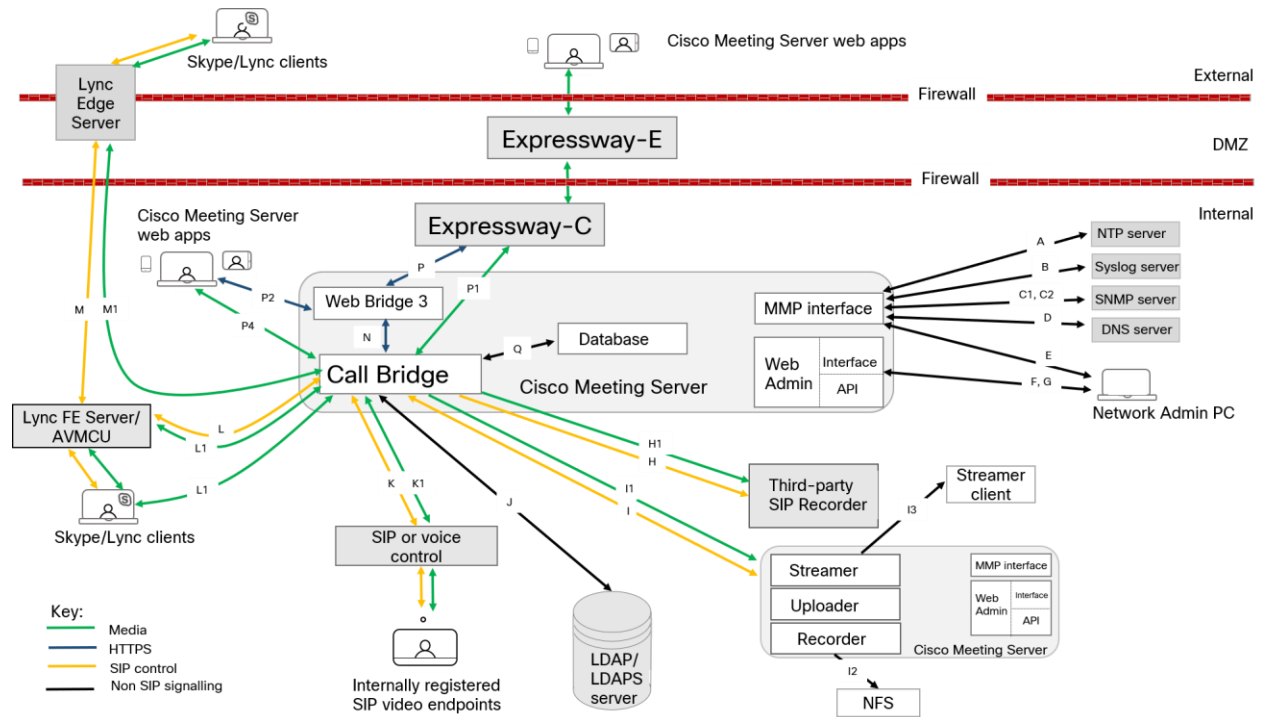 Skype/Lync clients
Cisco Meeting Server web apps
External
Lync
Edge
Server
Firewall
Expressway-E
DMZ
Firewall
Internal
Cisco Meeting Server
web apps
Expressway-C
NTP server
A
Syslog server
B
SNMP server
C1, C2
DNS server
D
MMP interface
P
P1
P2
Web Bridge 3
M
M1
P4
N
Q
Database
Web
Admin
Interface
API
E
F, G
Network Admin PC
Call Bridge
Cisco Meeting Server
Lync FE Server/
AVMCU
L
L1
L1
H1
H
K
K1
I1
I
J
Third-party
SIP Recorder
Streamer
client
I3
Skype/Lync clients
SIP or voice
control
Streamer
Uploader
Recorder
MMP interface
Web
Admin
Interface
API
Cisco Meeting Server
I2
NFS
Key:
Media
HTTPS
SIP control
Non SIP signalling
Internally registered
SIP video endpoints
LDAP/
LDAPS
server
S
S